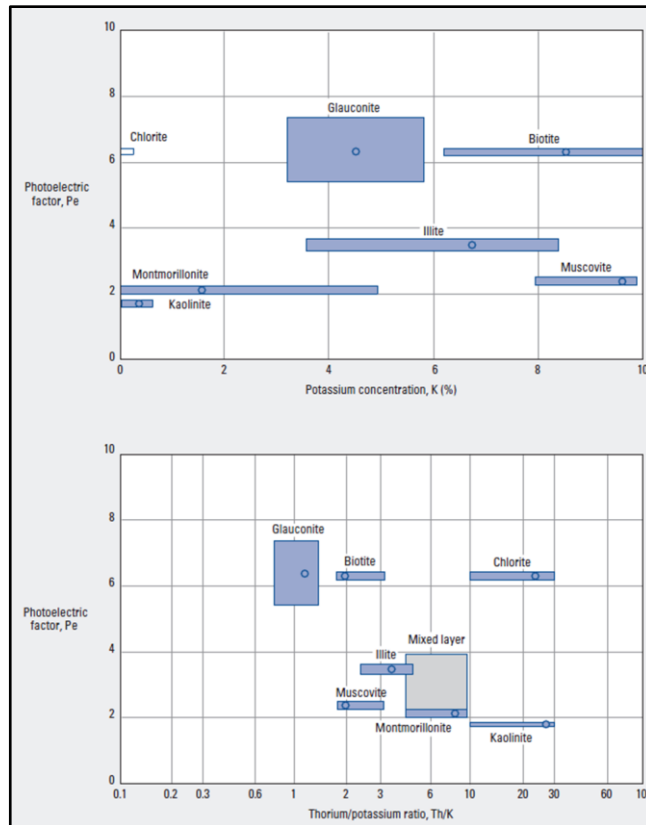 10
8
6
4
2
0
Photoelectric
factor, Pe
Chlorite
Glauconite
Biotite
Illite
Muscovite
Montmorillonite
Kaolinite
0 2 4 6 8 10
Potassium concentration, K (%)
10
8
6
4
2
0
Photoelectric
factor, Pe
Glauconite
Biotite
Chlorite
Mixed layer
Illite
Muscovite
Montmorillonite
Kaolinite
0.1 0.2 0.3 0.6 1 2 3 6 10 20 30 60 10
Thorium/potassium ratio, Th/K